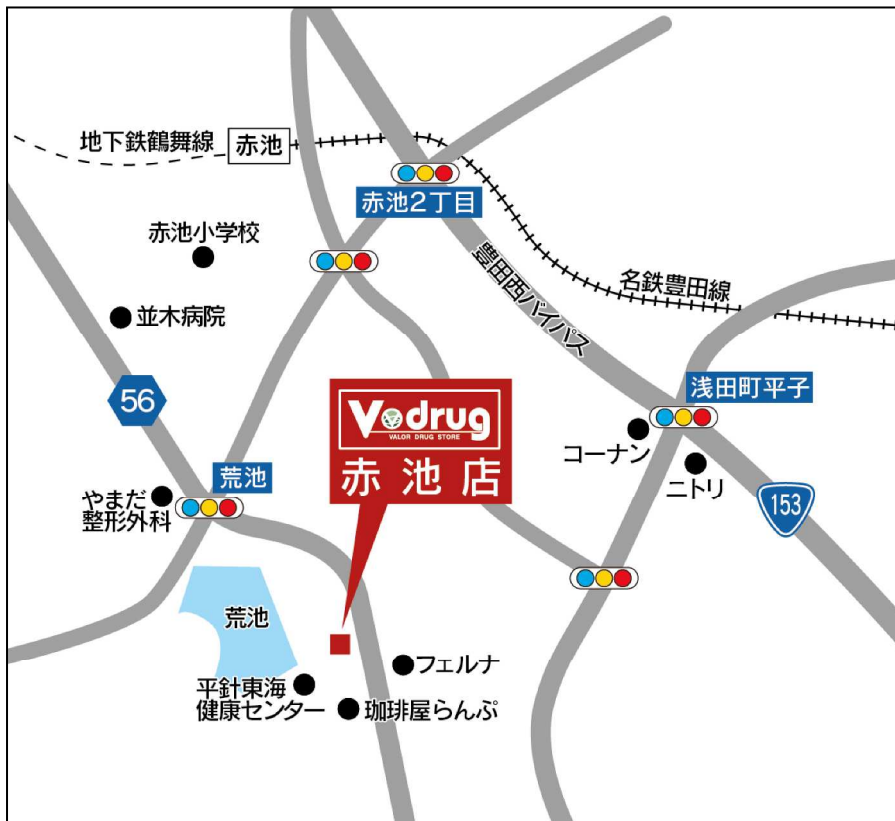 地下鉄鶴舞線
赤池
赤池2丁目
赤池小学校
並木病院
豊田西バイパス
名鉄豊田線
56
浅田町平子
コーナン
ニトリ
153
V drug
VALOR DRUG STORE
赤池店
荒池
やまだ
整形外科
荒池
フェルナ
平針東海
健康センター
珈琲屋らんぷ